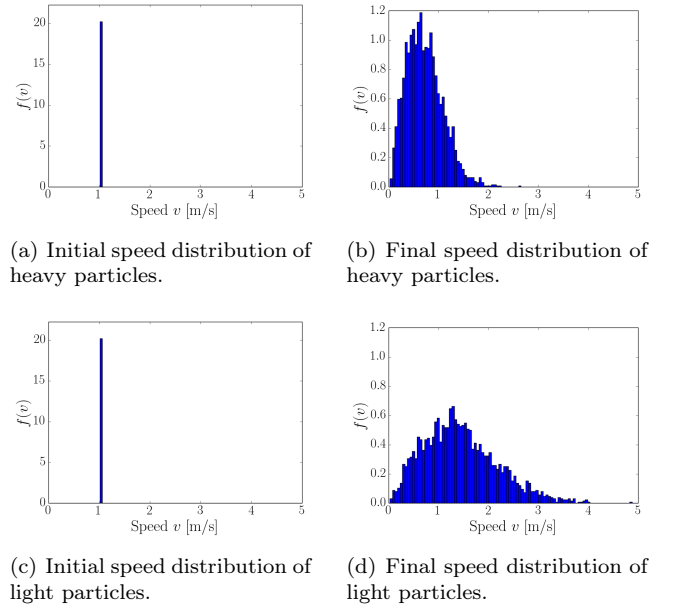 20
15
10
5
0
f(v)
0 1 2 3 4 5
Speed v [m/s]
1.2
1.0
0.8
0.6
0.4
0.2
0.0
f(v)
0 1 2 3 4 5
Speed v [m/s]
(a) Initial speed distribution of
heavy particles.
(b) Final speed distribution of
heavy particles.
20
15
10
5
0
f(v)
0 1 2 3 4 5
Speed v [m/s]
1.2
1.0
0.8
0.6
0.4
0.2
0.0
f(v)
0 1 2 3 4 5
Speed v [m/s]
(c) Initial speed distribution of
light particles.
(d) Final speed distribution of
light particles.